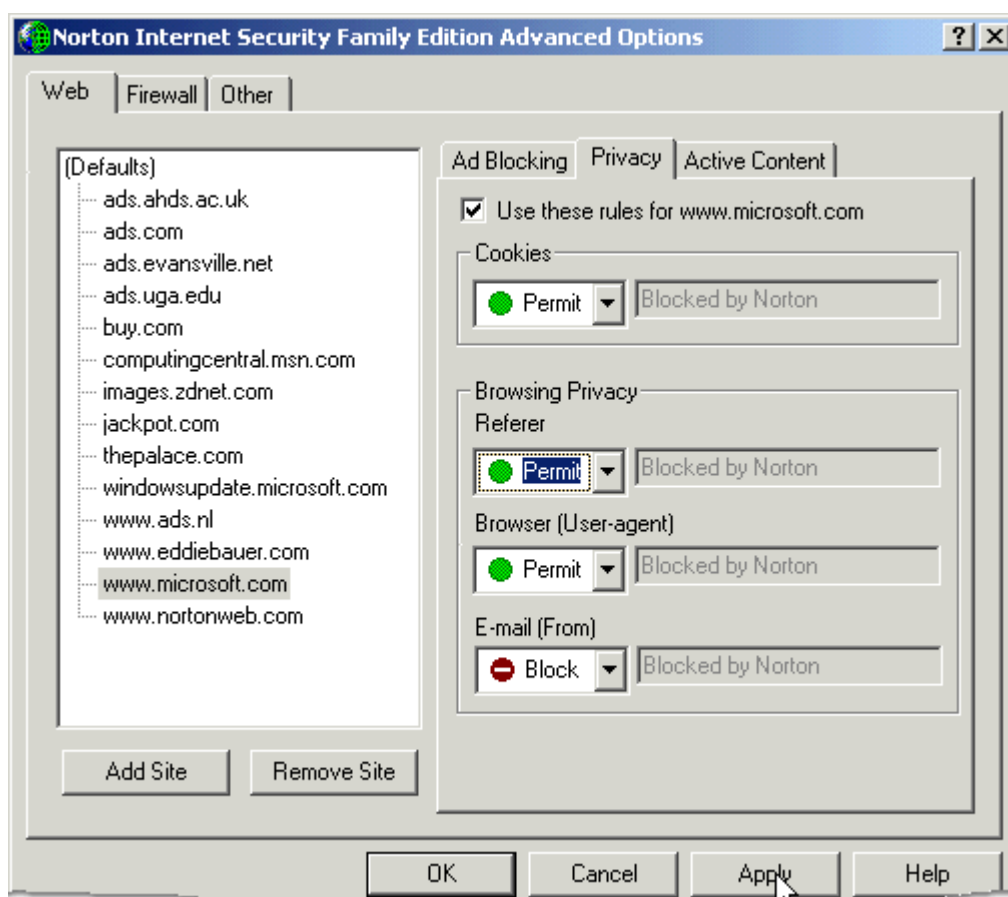 Norton Internet Security Family Edition Advanced Options
Web Firewall Other
(Defaults)
ads.ahds.ac.uk
ads.com
ads.evansville.net
ads.uga.edu
buy.com
computingcentral.msn.com
images.zdnet.com
jackpot.com
thepalace.com
windowsupdate.microsoft.com
www.ads.nl
www.eddiebauer.com
www.microsoft.com
www.nortonweb.com
Add Site Remove Site
Ad Blocking Privacy Active Content
Use these rules for www.microsoft.com
Cookies
Permit Blocked by Norton
Browsing Privacy
Referer
Permit Blocked by Norton
Browser (User-agent)
Permit Blocked by Norton
E-mail (From)
Block Blocked by Norton
OK Cancel Apply Help